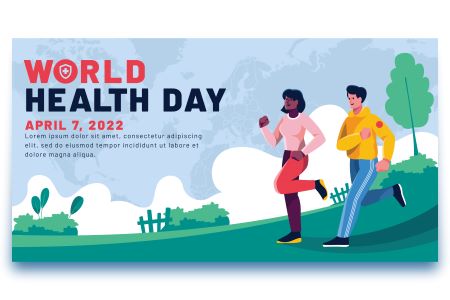 WORLD
HEALTH DAY
APRIL 7, 2022
Lorem ipsum dolor sit amet, consectetur adipiscing
elit, sed do eiusmod tempor incididunt ut labore et
dolore magna aliqua.